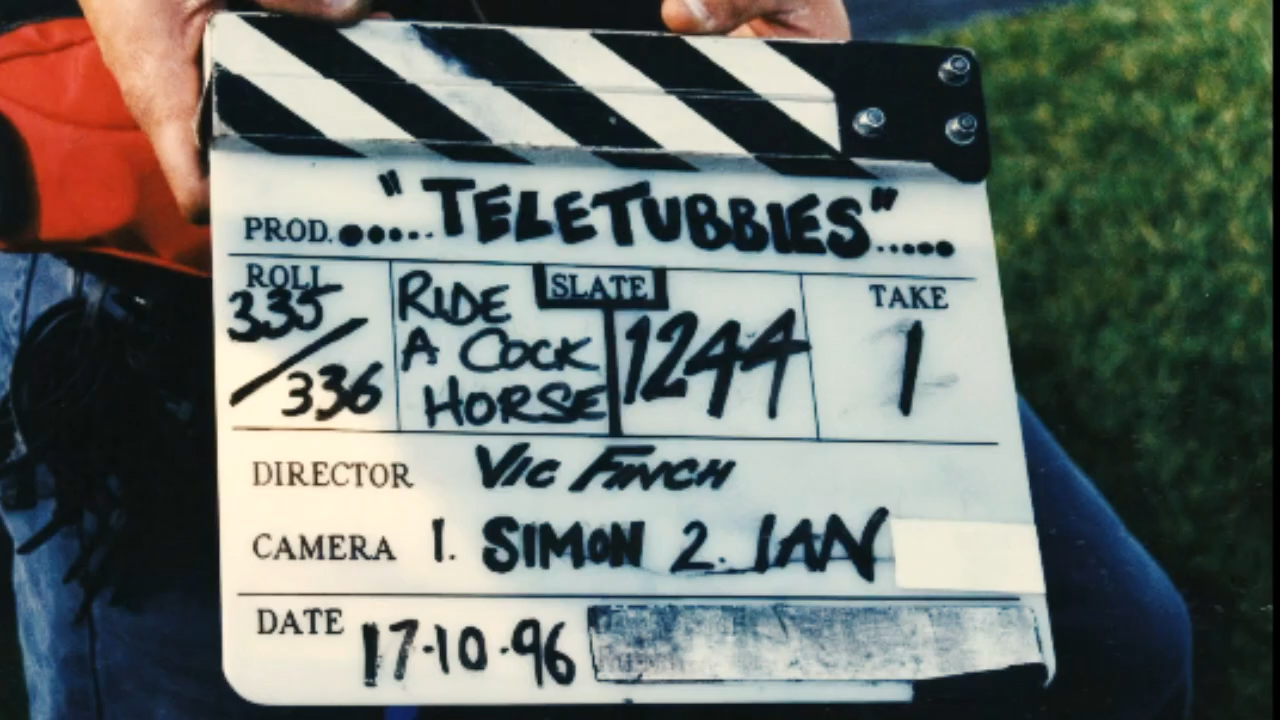 PROD. ....."TELETUBBIES".....
ROLL
335/336
RIDE
A COCK
HORSE
SLATE
1244
TAKE
1
DIRECTOR VIC FINCH
CAMERA 1. SIMON 2. IAN
DATE 17·10·96